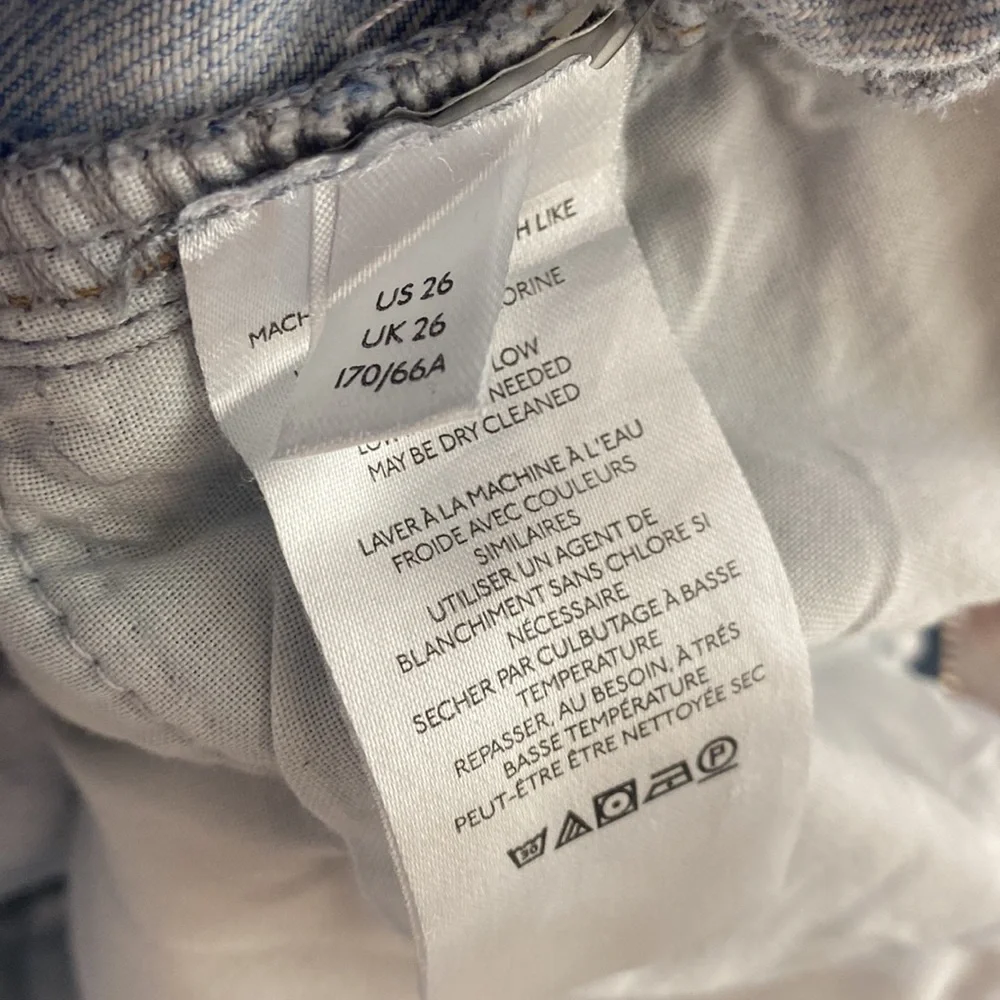 H LIKE
US 26
ORINE
MACH
UK 26
170/66A
LOW
NEEDED
MAY BE DRY CLEANED
LAVER À LA MACHINE À L'EAU
FROIDE AVEC COULEURS
SIMILAIRES
UTILISER UN AGENT DE
BLANCHIMENT SANS CHLORE SI
NÉCESSAIRE
SECHER PAR CULBUTAGE À BASSE
TEMPERATURE
REPASSER, AU BESOIN, À TRÉS
BASSE TEMPÉRATURE
PEUT-ÊTRE ÊTRE NETTOYÉE SEC
30
P